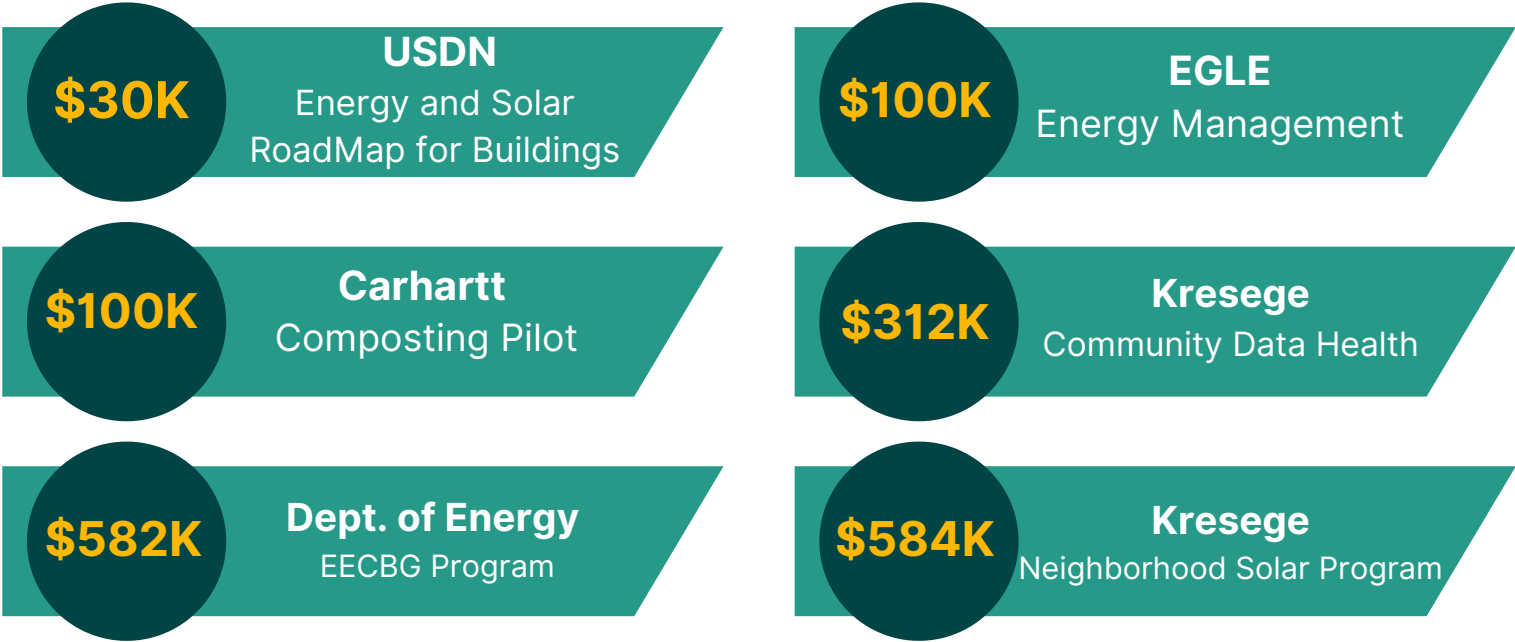 $30K
USDN
Energy and Solar
RoadMap for Buildings
$100K
EGLE
Energy Management
$100K
Carhartt
Composting Pilot
$312K
Kresege
Community Data Health
$582K
Dept. of Energy
EECBG Program
$584K
Kresege
Neighborhood Solar Program